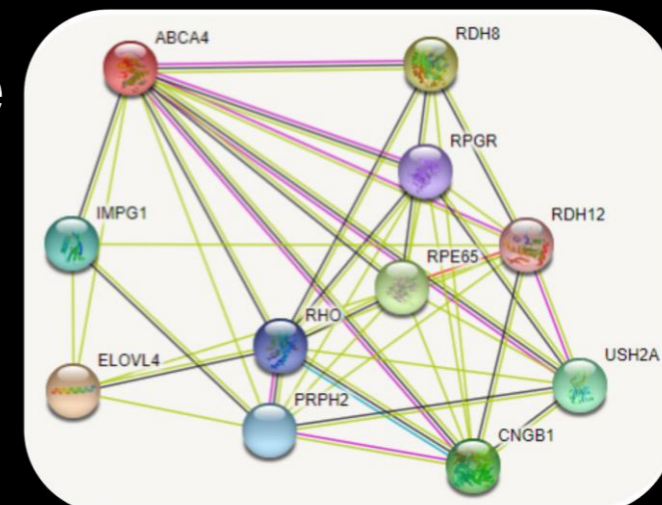 ABCA4
RDH8
e
RPGR
IMPG1
RDH12
RPE65
RHO
ELOVL4
USH2A
PRPH2
CNGB1